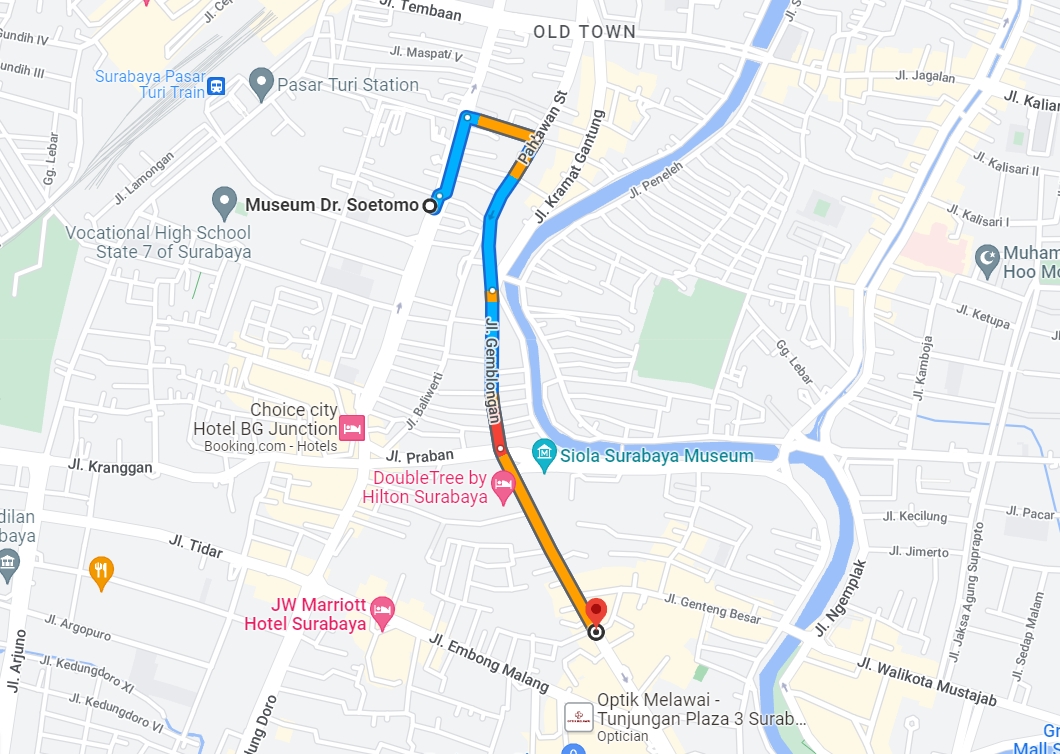 Jl. Tembaan
OLD TOWN
Jl. Maspati V
Gundih IV
Gundih III
Surabaya Pasar
Turi Train
Pasar Turi Station
Jl. Jagalan
Jl. Kalian
Gg. Lebar
Jl. Lamongan
Pahlawan St
Jl. Kramat Gantung
Jl. Peneleh
Jl. Kalisari II
Jl. Kalisari I
Museum Dr. Soetomo
Vocational High School
State 7 of Surabaya
Muham
Hoo Mo
Jl. Ketupa
Jl. Gemblongan
Gg. Lebar
Jl. Kamboja
Jl. Baliwerti
Choice city
Hotel BG Junction
Booking.com - Hotels
Jl. Kranggan
Jl. Praban
Siola Surabaya Museum
DoubleTree by
Hilton Surabaya
dilan
baya
Jl. Kecilung
Jl. Pacar
Jl. Tidar
Jl. Jimerto
JW Marriott
Hotel Surabaya
Jl. Genteng Besar
Jl. Ngemplak
Jl. Jaksa Agung Suprapto
Jl. Sedap Malam
Jl. Argopuro
Jl. Arjuno
Jl. Embong Malang
Jl. Kedungdoro XI
Jl. Kedungdoro VI
dung Doro
Jl. Walikota Mustajab
Optik Melawai -
Tunjungan Plaza 3 Surab...
Optician
Gr
Mall S